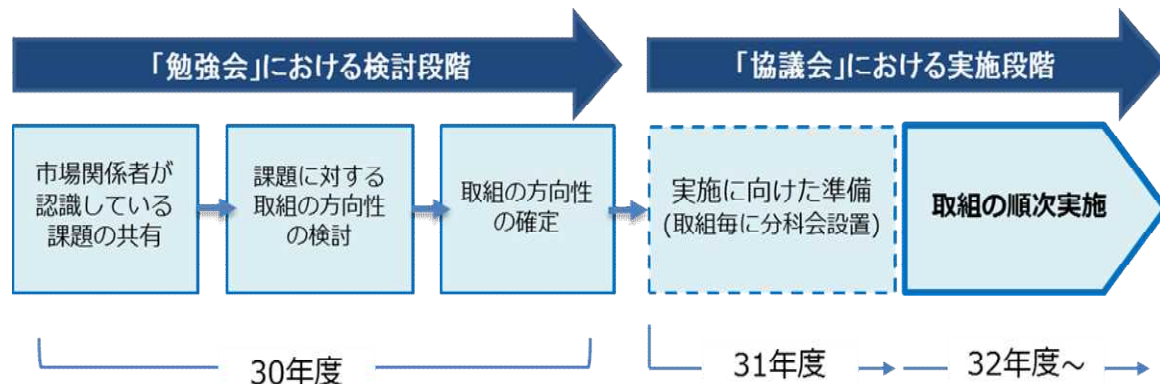 「勉強会」における検討段階
「協議会」における実施段階
市場関係者が
認識している
課題の共有
課題に対する
取組の方向性
の検討
取組の方向性
の確定
実施に向けた準備
(取組毎に分科会設置)
取組の順次実施
30年度
31年度
32年度～